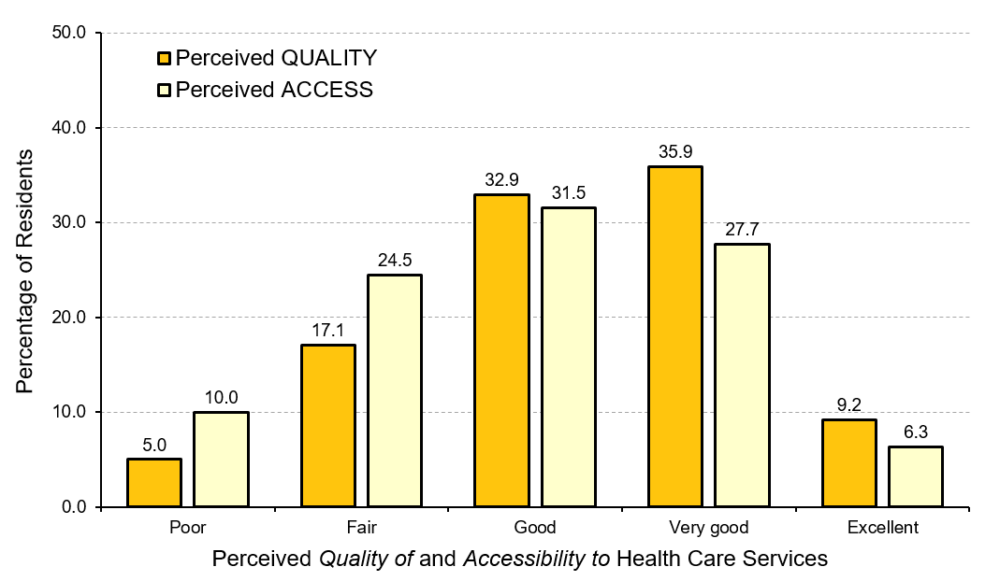 50.0
Perceived QUALITY
Perceived ACCESS
40.0
35.9
32.9
31.5
30.0
27.7
24.5
20.0
17.1
10.0
10.0
9.2
6.3
5.0
0.0
Poor
Fair
Good
Very good
Excellent
Percentage of Residents
Perceived Quality of and Accessibility to Health Care Services